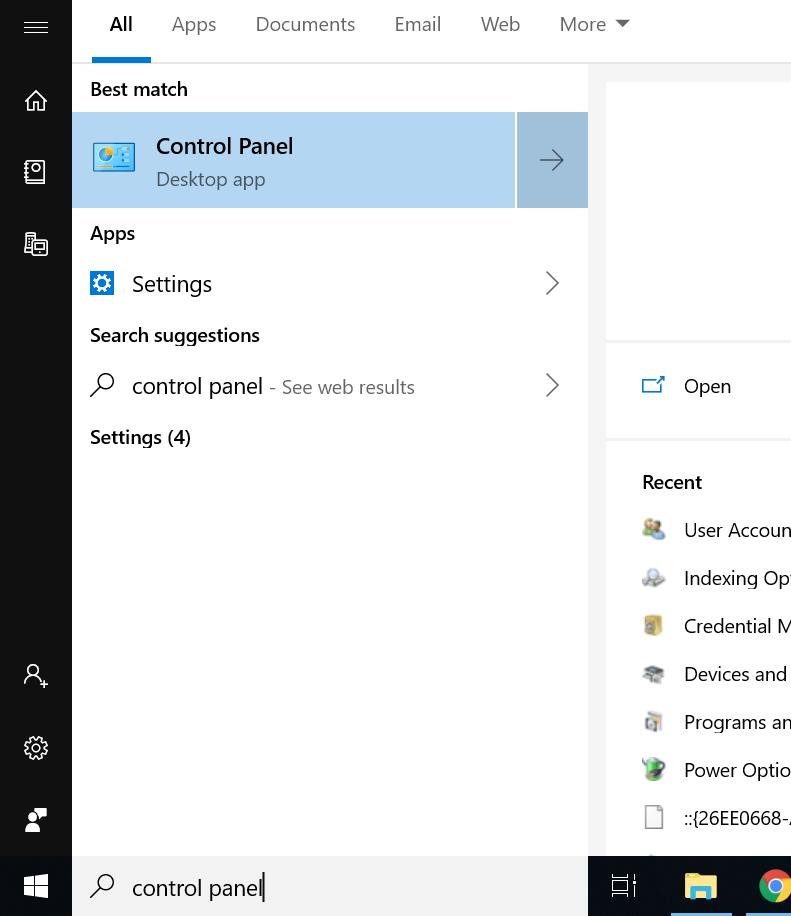 All Apps Documents Email Web More
Best match
Control Panel
Desktop app
Apps
Settings
Search suggestions
control panel - See web results
Settings (4)
Open
Recent
User Accoun
Indexing Op
Credential M
Devices and
Programs an
Power Optio
::{26EE0668-
control panel